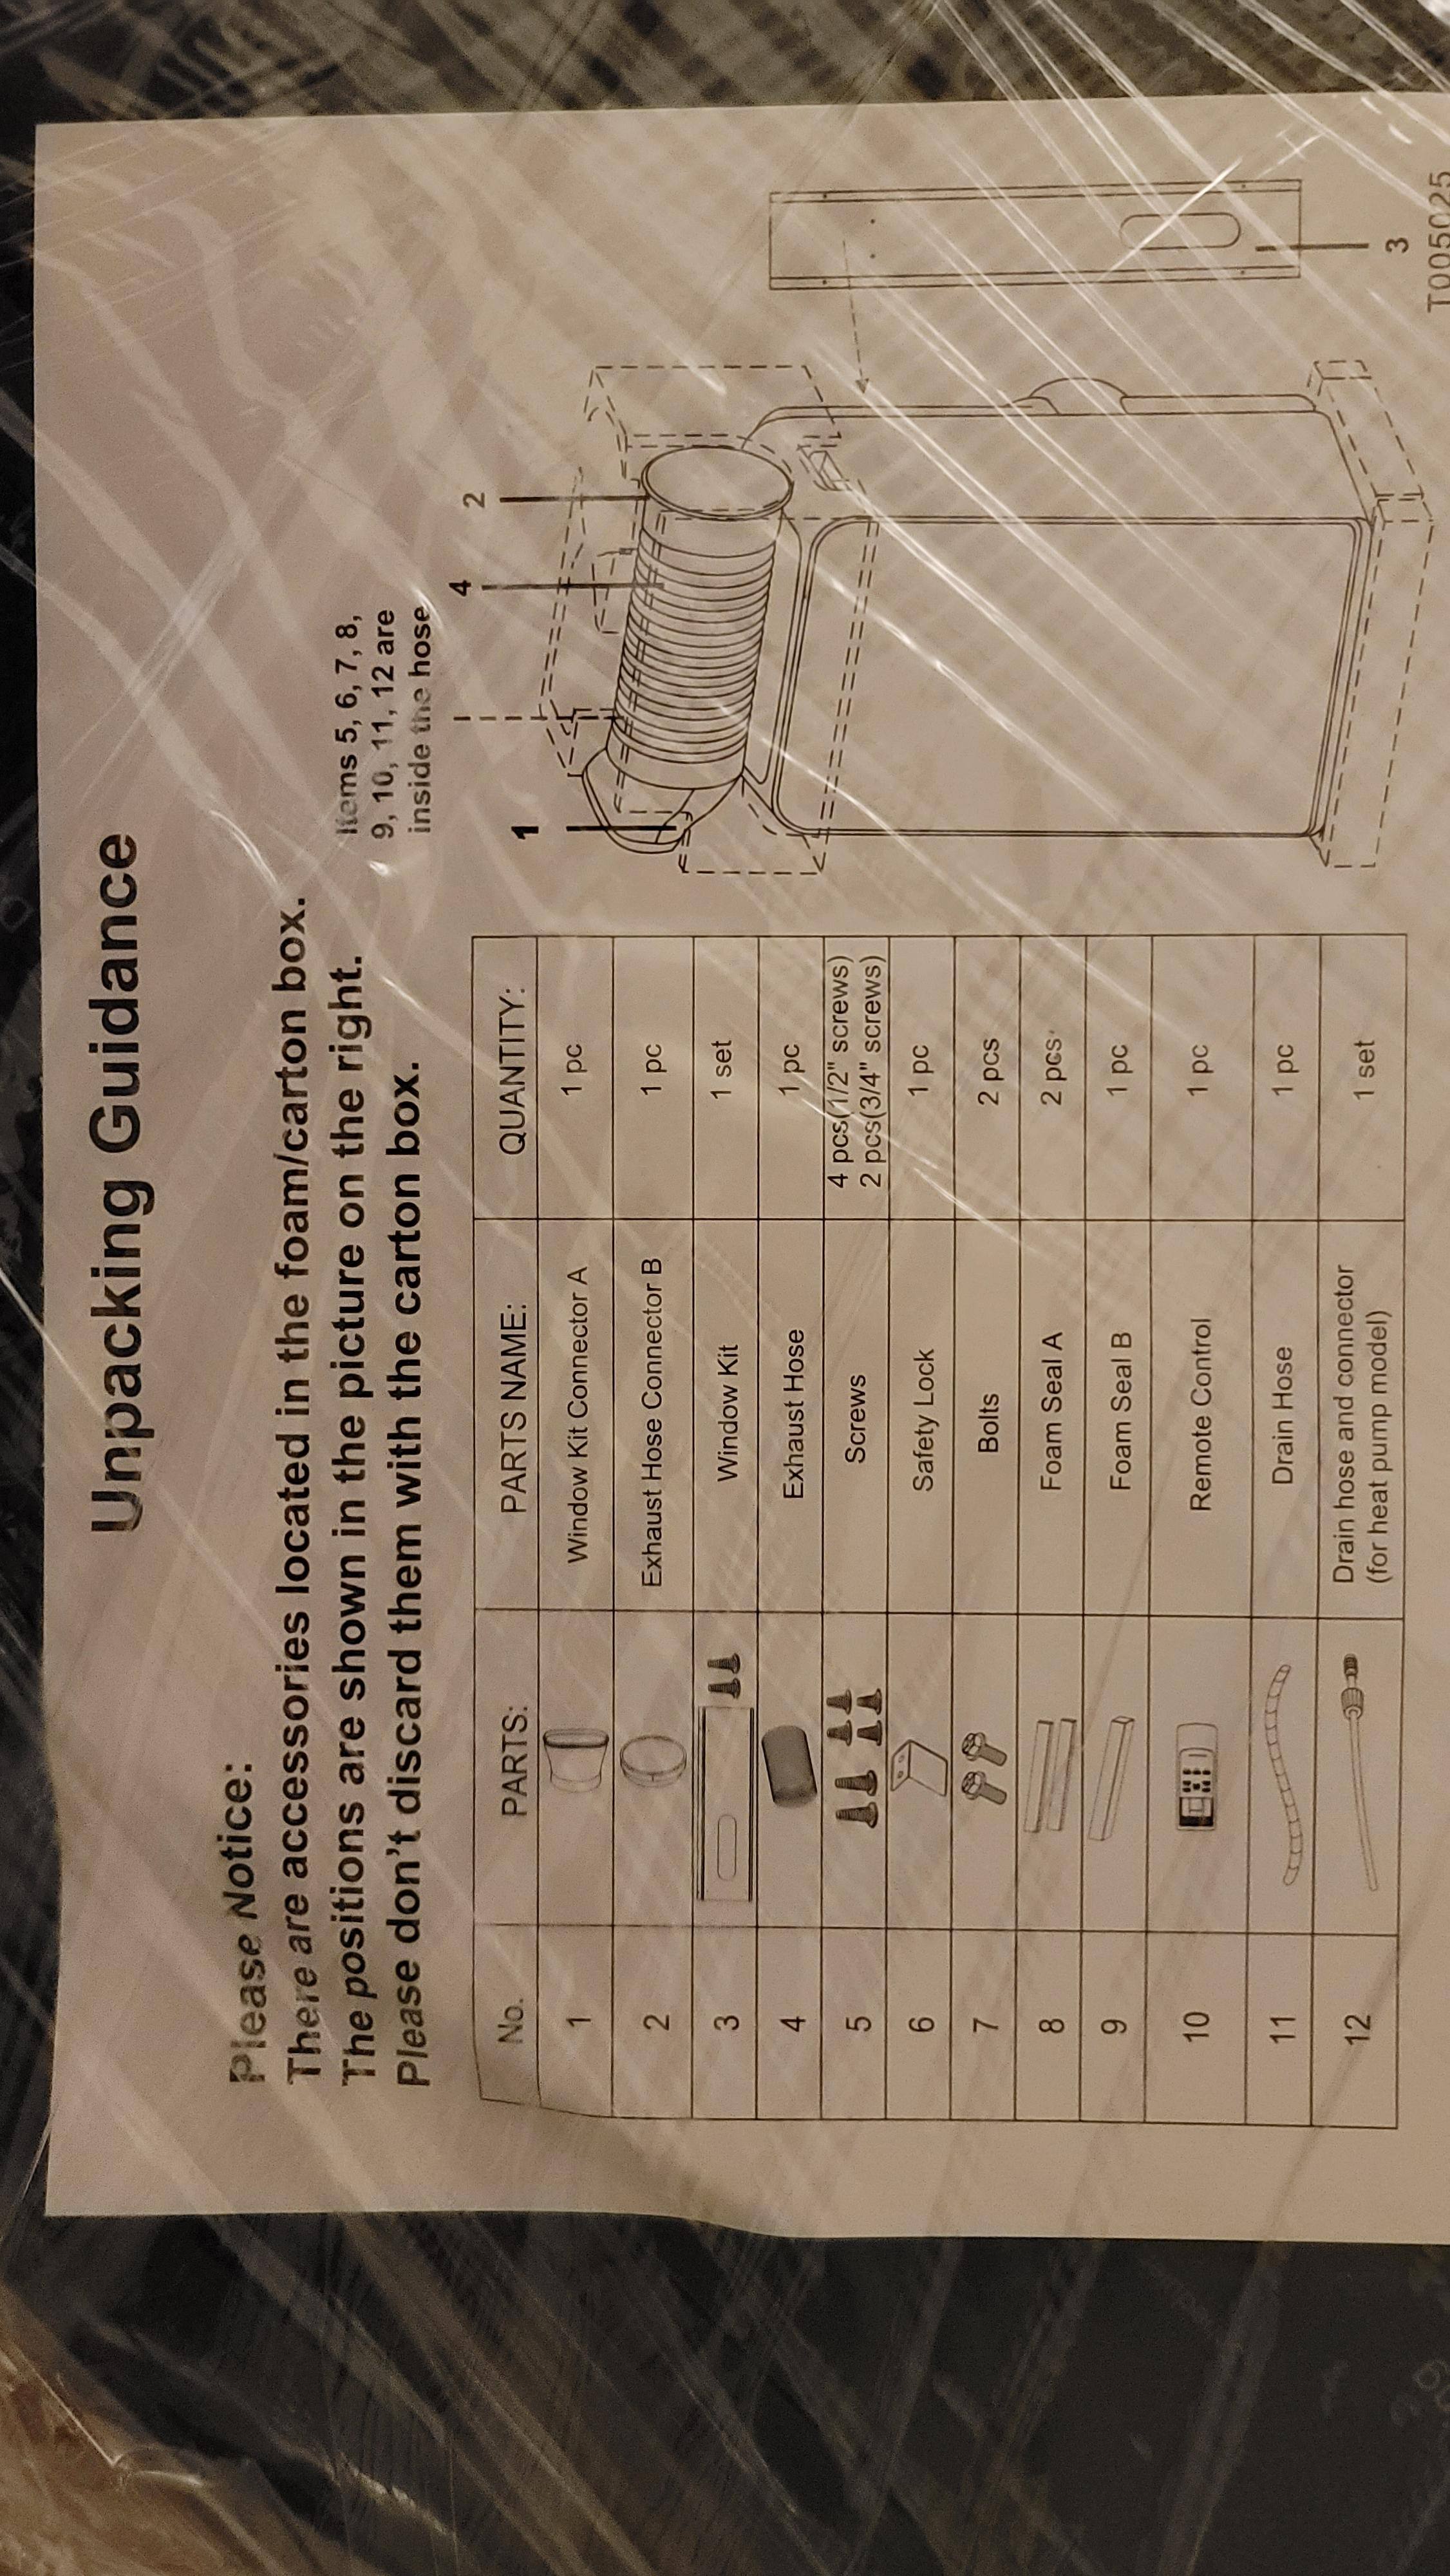 Unpacking Guidance
Please Notice:
There are accessories located in the foam/carton box.
The positions are shown in the picture on the right.
Please don't discard them with the carton box.
No. PARTS: PARTS NAME: QUANTITY:
1 Window Kit Connector A 1 pc
2 Exhaust Hose Connector B 1 pc
3 Window Kit 1 set
4 Exhaust Hose 1 pc
5 Screws 4 pcs(1/2" screws)
2 pcs(3/4" screws)
6 Safety Lock 1 pc
7 Bolts 2 pcs
8 Foam Seal A 2 pcs
9 Foam Seal B 1 pc
10 Remote Control 1 pc
11 Drain Hose 1 pc
12 Drain hose and connector 1 set
(for heat pump model)
Items 5, 6, 7, 8,
9, 10, 11, 12 are
inside the hose
1
4
2
3
T005025